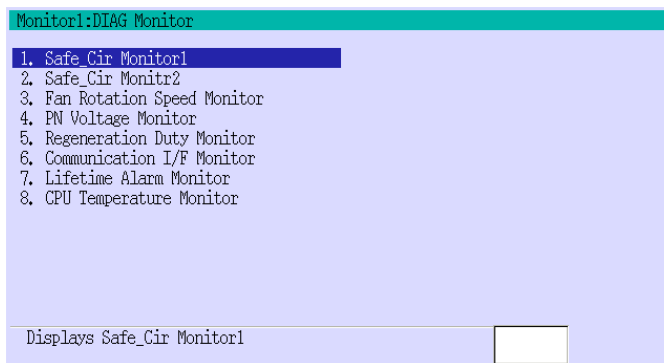 Monitor1:DIAG Monitor
1. Safe_Cir Monitor1
2. Safe_Cir Monitr2
3. Fan Rotation Speed Monitor
4. PN Voltage Monitor
5. Regeneration Duty Monitor
6. Communication I/F Monitor
7. Lifetime Alarm Monitor
8. CPU Temperature Monitor
Displays Safe_Cir Monitor1